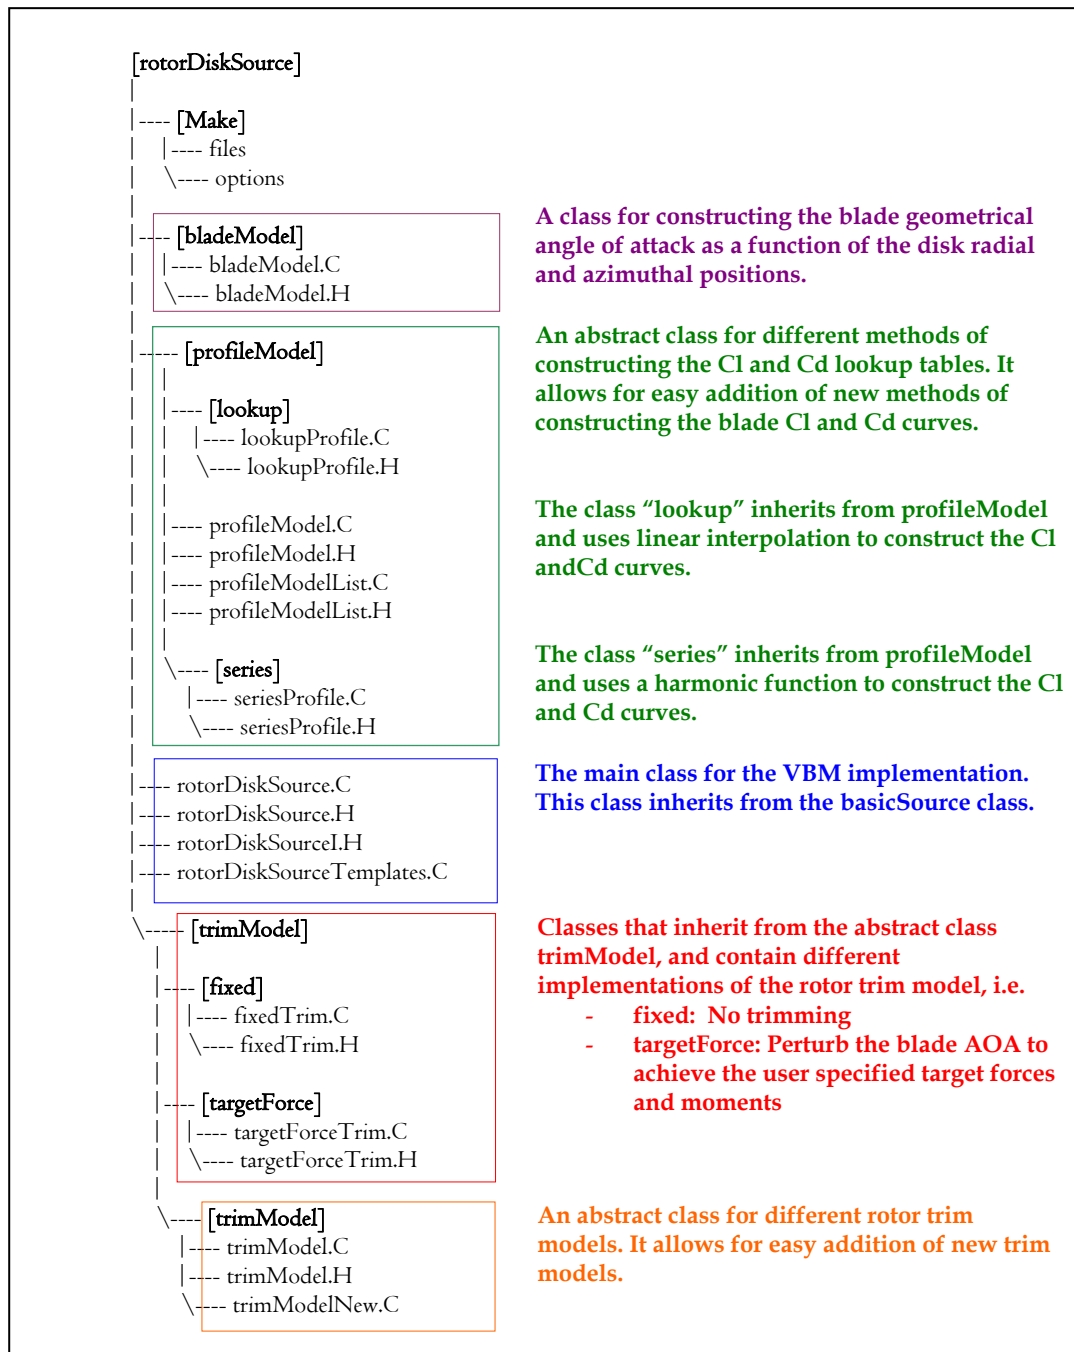 [rotorDiskSource]
|
|---- [Make]
| |---- files
| \---- options
|
|---- [bladeModel]
| |---- bladeModel.C
| \---- bladeModel.H
|
A class for constructing the blade geometrical
angle of attack as a function of the disk radial
and azimuthal positions.
|----- [profileModel]
| |
| |---- [lookup]
| | |---- lookupProfile.C
| | \---- lookupProfile.H
| |
| |---- profileModel.C
| |---- profileModel.H
| |---- profileModelList.C
| |---- profileModelList.H
| |
| \---- [series]
| |---- seriesProfile.C
| \---- seriesProfile.H
|
An abstract class for different methods of
constructing the Cl and Cd lookup tables. It
allows for easy addition of new methods of
constructing the blade Cl and Cd curves.
The class “lookup” inherits from profileModel
and uses linear interpolation to construct the Cl
andCd curves.
The class “series” inherits from profileModel
and uses a harmonic function to construct the Cl
and Cd curves.
|---- rotorDiskSource.C
|---- rotorDiskSource.H
|---- rotorDiskSourceI.H
|---- rotorDiskSourceTemplates.C
|
The main class for the VBM implementation.
This class inherits from the basicSource class.
\----- [trimModel]
|
|---- [fixed]
| |---- fixedTrim.C
| \---- fixedTrim.H
|
|---- [targetForce]
| |---- targetForceTrim.C
| \---- targetForceTrim.H
|
Classes that inherit from the abstract class
trimModel, and contain different
implementations of the rotor trim model, i.e.
- fixed: No trimming
- targetForce: Perturb the blade AOA to
achieve the user specified target forces
and moments
\---- [trimModel]
|---- trimModel.C
|---- trimModel.H
\---- trimModelNew.C
An abstract class for different rotor trim
models. It allows for easy addition of new trim
models.